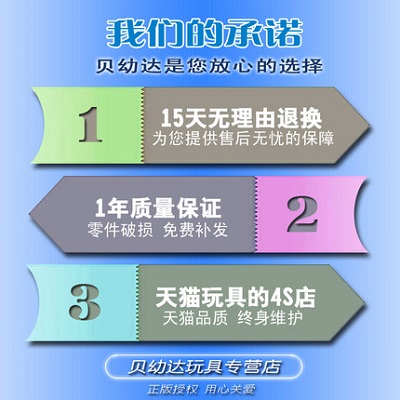 我们的承诺
贝幼达是您放心的选择
1
15天无理由退换
为您提供售后无忧的保障
1年质量保证
零件破损 免费补发
2
3
天猫玩具的4S店
天猫品质 终身维护
贝幼达玩具专营店
正版授权 用心关爱